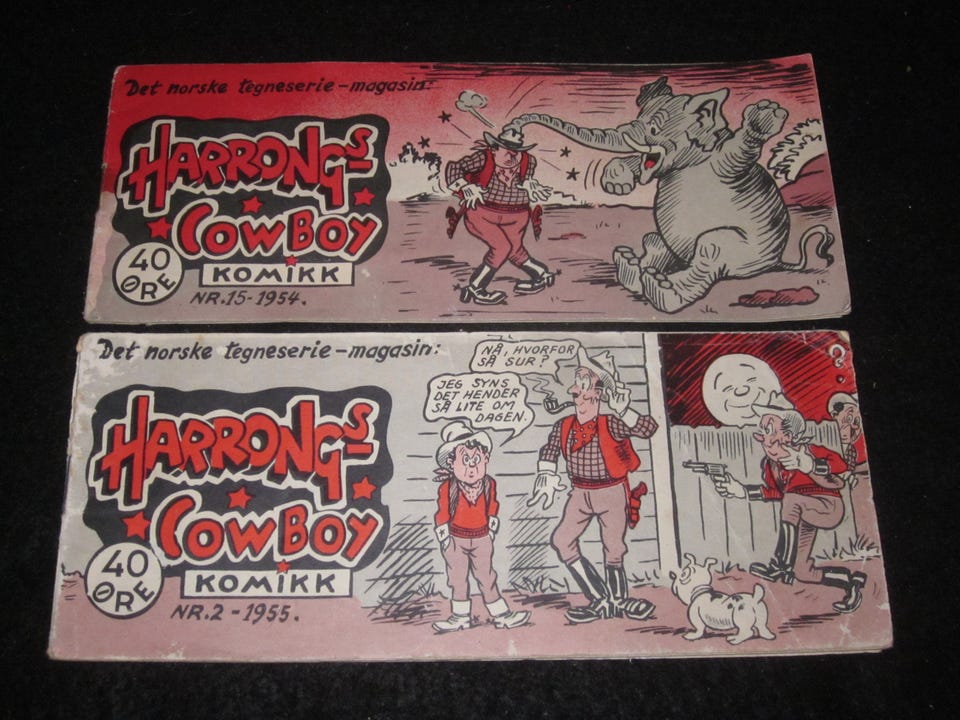 Det norske tegneserie-magasin:
HARRONGS
COWBOY
KOMIKK
40
ØRE
NR.15-1954.
Det norske tegneserie-magasin:
HARRONGS
COWBOY
KOMIKK
40
ØRE
NR.2-1955.
NÅ, HVORFOR
SÅ SUR?
JEG SYNS
DET HENDER
SÅ LITE OM
DAGEN.
?